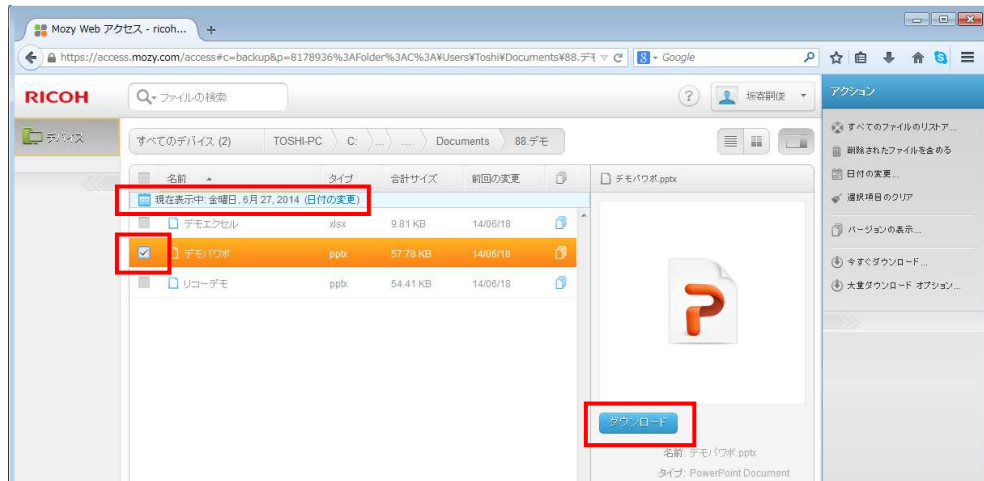 Mozy Web アクセス - ricoh...
https://access.mozy.com/access#c=backup&p=8178936%3AFolder%3AC%3A¥Users¥Toshi¥Documents¥88.デモ
Google
RICOH
ファイルの検索
?
アクション
デバイス
すべてのデバイス (2) TOSHI-PC C: ... ... Documents 88.デモ
すべてのファイルのリストア...
削除されたファイルを含める
日付の変更...
選択項目のクリア
バージョンの表示...
今すぐダウンロード...
大量ダウンロード オプション...
名前 タイプ 合計サイズ 前回の変更
デモパワポ.pptx
現在表示中: 金曜日, 6月 27, 2014 (日付の変更)
デモエクセル xlsx 9.81 KB 14/06/18
デモパワポ pptx 57.78 KB 14/06/18
リコーデモ pptx 54.41 KB 14/06/18
P
ダウンロード
名前: デモパワポ.pptx
タイプ: PowerPoint Document